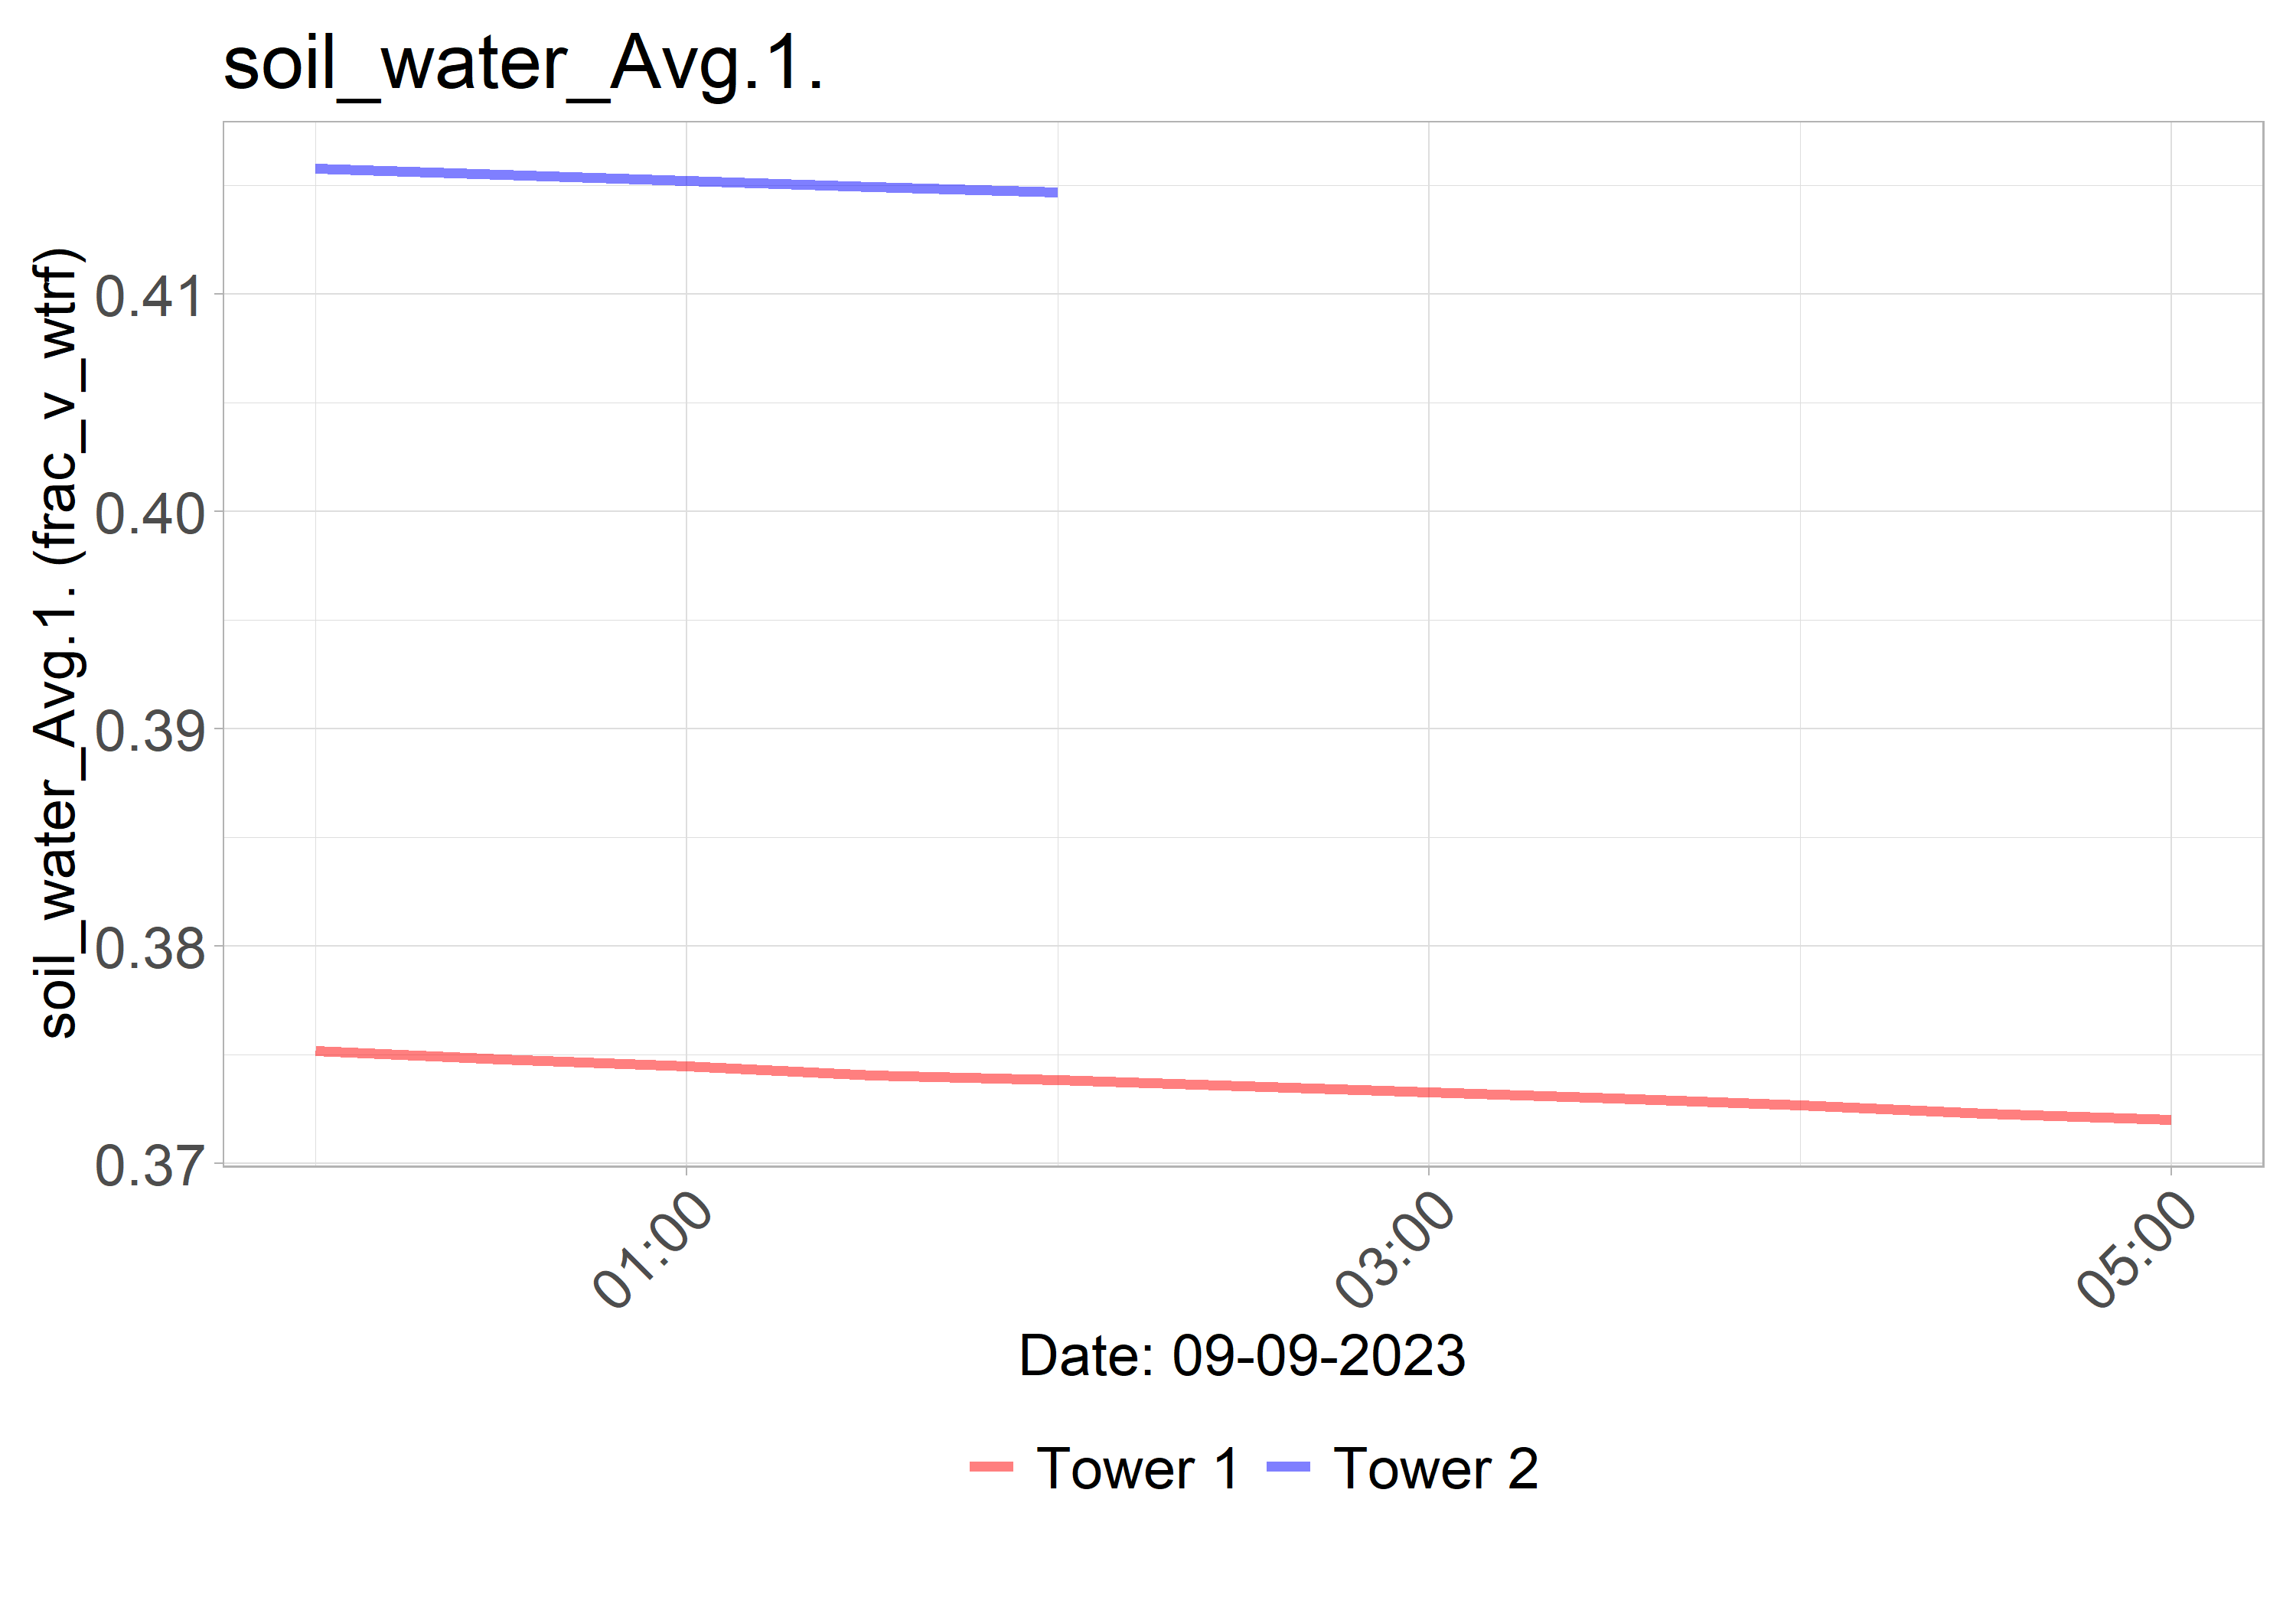 soil_water_Avg.1.
soil_water_Avg.1. (frac_v_wtrf)
0.41
0.40
0.39
0.38
0.37
01:00
03:00
05:00
Date: 09-09-2023
Tower 1 Tower 2